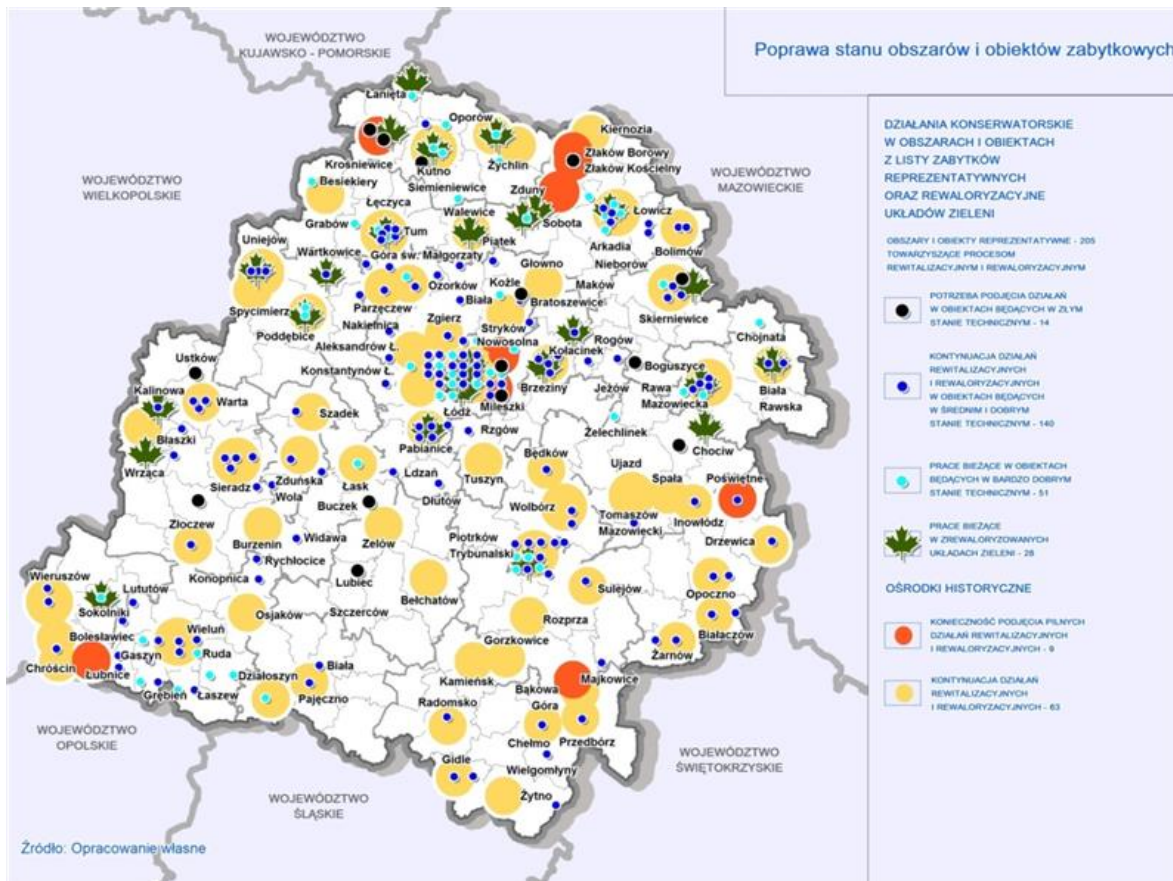 Poprawa stanu obszarów i obiektów zabytkowych
WOJEWÓDZTWO
KUJAWSKO - POMORSKIE
WOJEWÓDZTWO
WIELKOPOLSKIE
WOJEWÓDZTWO
MAZOWIECKIE
WOJEWÓDZTWO
OPOLSKIE
WOJEWÓDZTWO
ŚLĄSKIE
WOJEWÓDZTWO
ŚWIĘTOKRZYSKIE
Łanięta
Oporów
Kiernozia
Krośniewice
Kutno
Żychlin
Złaków Borowy
Złaków Kościelny
Besiekiery
Siemieniewice
Zduny
Łęczyca
Walewice
Sobota
Łowicz
Grabów
Tum
Uniejów
Piątek
Arkadia
Bolimów
Wartkowice
Góra św. Małgorzaty
Nieborów
Głowno
Ozorków
Koźle
Maków
Spycimierz
Parzęczew
Biała
Bratoszewice
Skierniewice
Poddębice
Nakielnica
Zgierz
Stryków
Rogów
Chojnata
Aleksandrów Ł.
Nowosolna
Kołacinek
Ustków
Konstantynów Ł.
Brzeziny
Jeżów
Boguszyce
Rawa
Mazowiecka
Biała
Rawska
Kalinowa
Warta
Szadek
Łódź
Mileszki
Błaszki
Pabianice
Rzgów
Żelechlinek
Wrząca
Będków
Chociw
Sieradz
Zduńska
Wola
Łask
Ldzań
Tuszyn
Ujazd
Spała
Poświętne
Buczek
Dłutów
Wolbórz
Tomaszów
Mazowiecki
Inowłódz
Złoczew
Burzenin
Widawa
Zelów
Piotrków
Trybunalski
Drzewica
Rychłocice
Konopnica
Lubiec
Wieruszów
Lututów
Sokolniki
Osjaków
Szczerców
Bełchatów
Sulejów
Opoczno
Rozprza
Białaczów
Bolesławiec
Wieluń
Gorzkowice
Gaszyn
Ruda
Żarnów
Chróścin
Łubnice
Biała
Działoszyn
Kamieńsk
Majkowice
Grębień
Łaszew
Pajęczno
Bąkowa
Góra
Radomsko
Chełmo
Przedbórz
Gidle
Wielgomłyny
Żytno
Źródło: Opracowanie własne
DZIAŁANIA KONSERWATORSKIE
W OBSZARACH I OBIEKTACH
Z LISTY ZABYTKÓW
REPREZENTATYWNYCH
ORAZ REWALORYZACYJNE
UKŁADÓW ZIELENI
OBSZARY I OBIEKTY REPREZENTATYWNE - 205
TOWARZYSZĄCE PROCESOM
REWITALIZACYJNYM I REWALORYZACYJNYM
POTRZEBA PODJĘCIA DZIAŁAŃ
W OBIEKTACH BĘDĄCYCH W ZŁYM
STANIE TECHNICZNYM - 14
KONTYNUACJA DZIAŁAŃ
REWITALIZACYJNYCH
I REWALORYZACYJNYCH
W OBIEKTACH BĘDĄCYCH
W ŚREDNIM I DOBRYM
STANIE TECHNICZNYM - 140
PRACE BIEŻĄCE W OBIEKTACH
BĘDĄCYCH W BARDZO DOBRYM
STANIE TECHNICZNYM - 51
PRACE BIEŻĄCE
W ZREWALORYZOWANYCH
UKŁADACH ZIELENI - 28
OŚRODKI HISTORYCZNE
KONIECZNOŚĆ PODJĘCIA PILNYCH
DZIAŁAŃ REWITALIZACYJNYCH
I REWALORYZACYJNYCH - 9
KONTYNUACJA DZIAŁAŃ
REWITALIZACYJNYCH
I REWALORYZACYJNYCH - 63